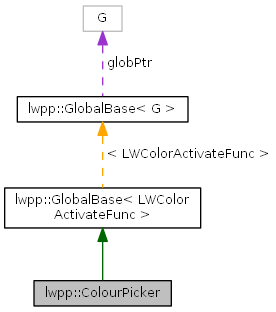 G
globPtr
lwpp::GlobalBase< G >
< LWColorActivateFunc >
lwpp::GlobalBase< LWColor
ActivateFunc >
lwpp::ColourPicker